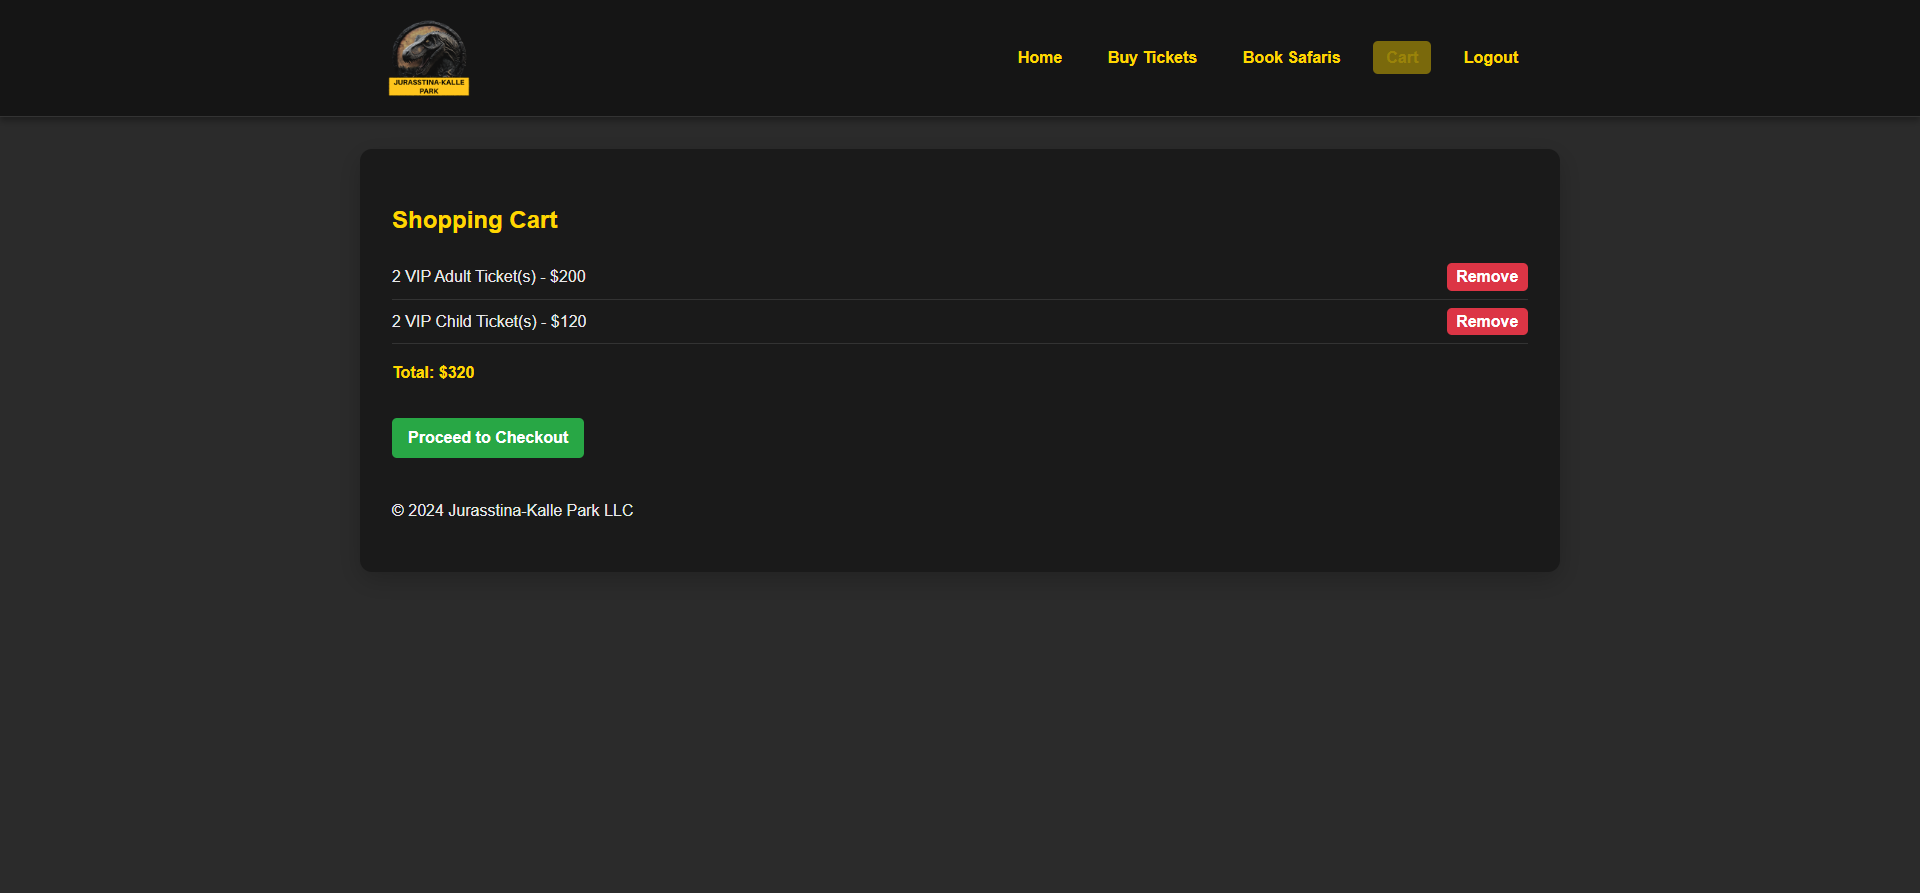 JURASSTINA-KALLE
PARK
Home
Buy Tickets
Book Safaris
Cart
Logout
Shopping Cart
2 VIP Adult Ticket(s) - $200
Remove
2 VIP Child Ticket(s) - $120
Remove
Total: $320
Proceed to Checkout
© 2024 Jurasstina-Kalle Park LLC